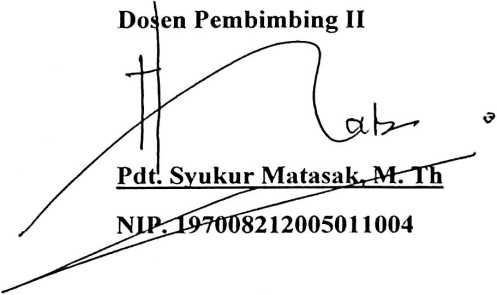 Dosen Pembimbing II
Pdt. Syukur Matasak, M. Th
NIP. 197008212005011004